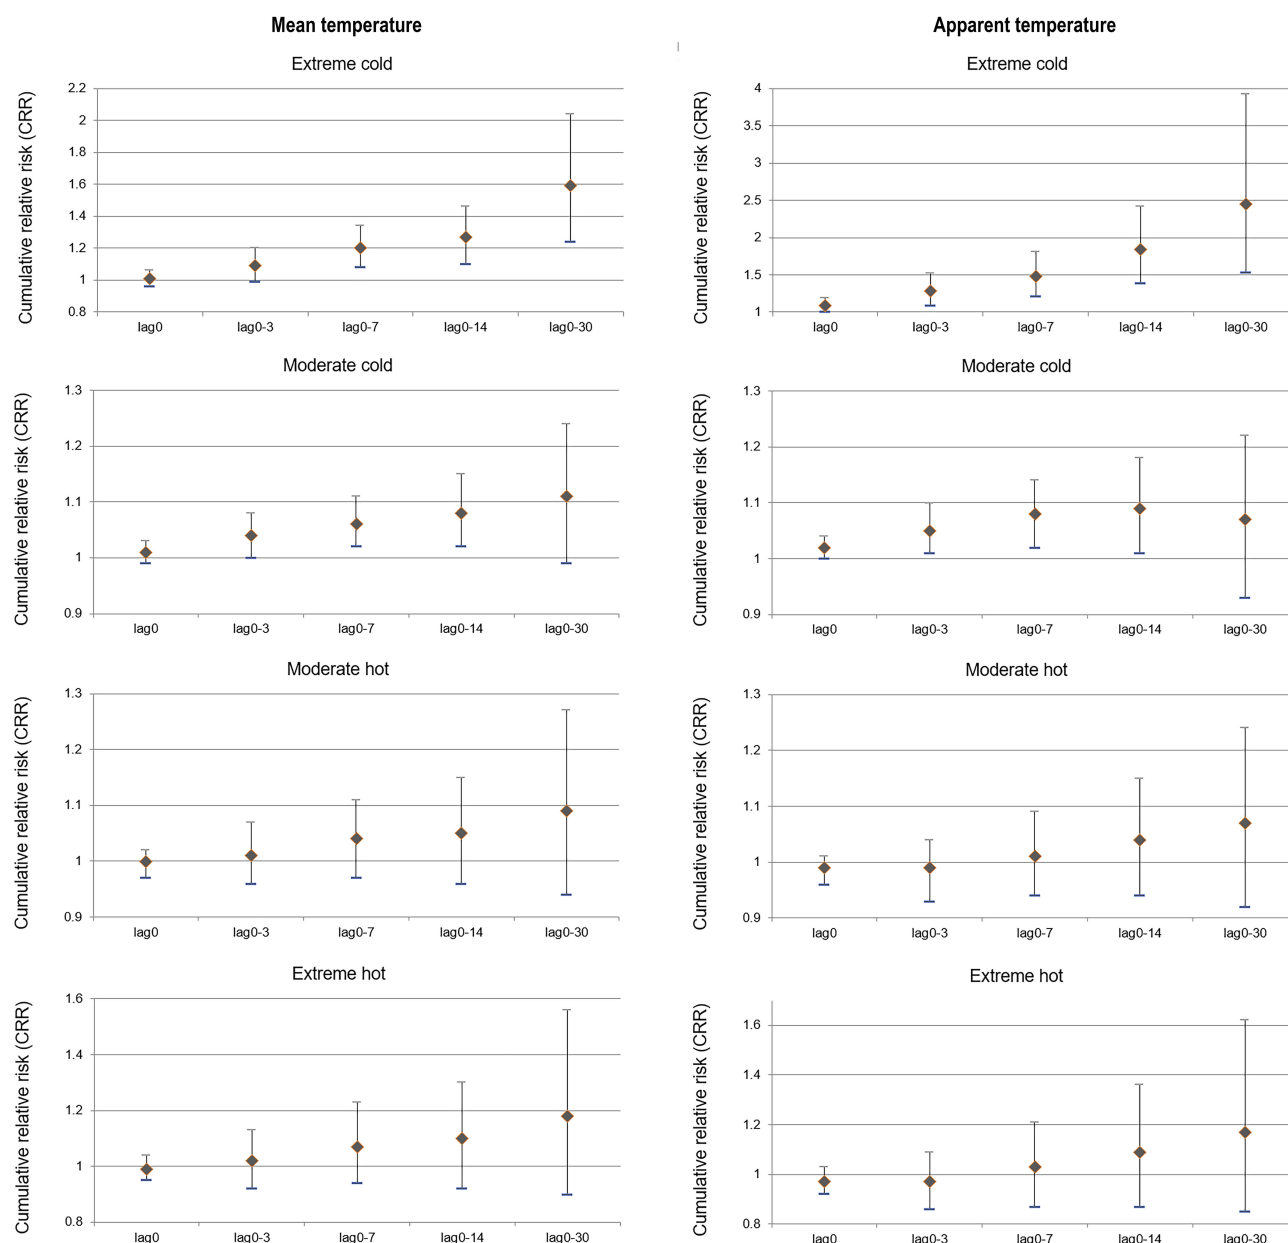 Mean temperature
Apparent temperature
Extreme cold
Cumulative relative risk (CRR)
2.2
2
1.8
1.6
1.4
1.2
1
0.8
lag0
lag0-3
lag0-7
lag0-14
lag0-30
Extreme cold
Cumulative relative risk (CRR)
4
3.5
3
2.5
2
1.5
1
lag0
lag0-3
lag0-7
lag0-14
lag0-30
Moderate cold
Cumulative relative risk (CRR)
1.3
1.2
1.1
1
0.9
lag0
lag0-3
lag0-7
lag0-14
lag0-30
Moderate cold
Cumulative relative risk (CRR)
1.3
1.2
1.1
1
0.9
lag0
lag0-3
lag0-7
lag0-14
lag0-30
Moderate hot
Cumulative relative risk (CRR)
1.3
1.2
1.1
1
0.9
lag0
lag0-3
lag0-7
lag0-14
lag0-30
Moderate hot
Cumulative relative risk (CRR)
1.3
1.2
1.1
1
0.9
lag0
lag0-3
lag0-7
lag0-14
lag0-30
Extreme hot
Cumulative relative risk (CRR)
1.6
1.4
1.2
1
0.8
lag0
lag0-3
lag0-7
lag0-14
lag0-30
Extreme hot
Cumulative relative risk (CRR)
1.6
1.4
1.2
1
0.8
lag0
lag0-3
lag0-7
lag0-14
lag0-30